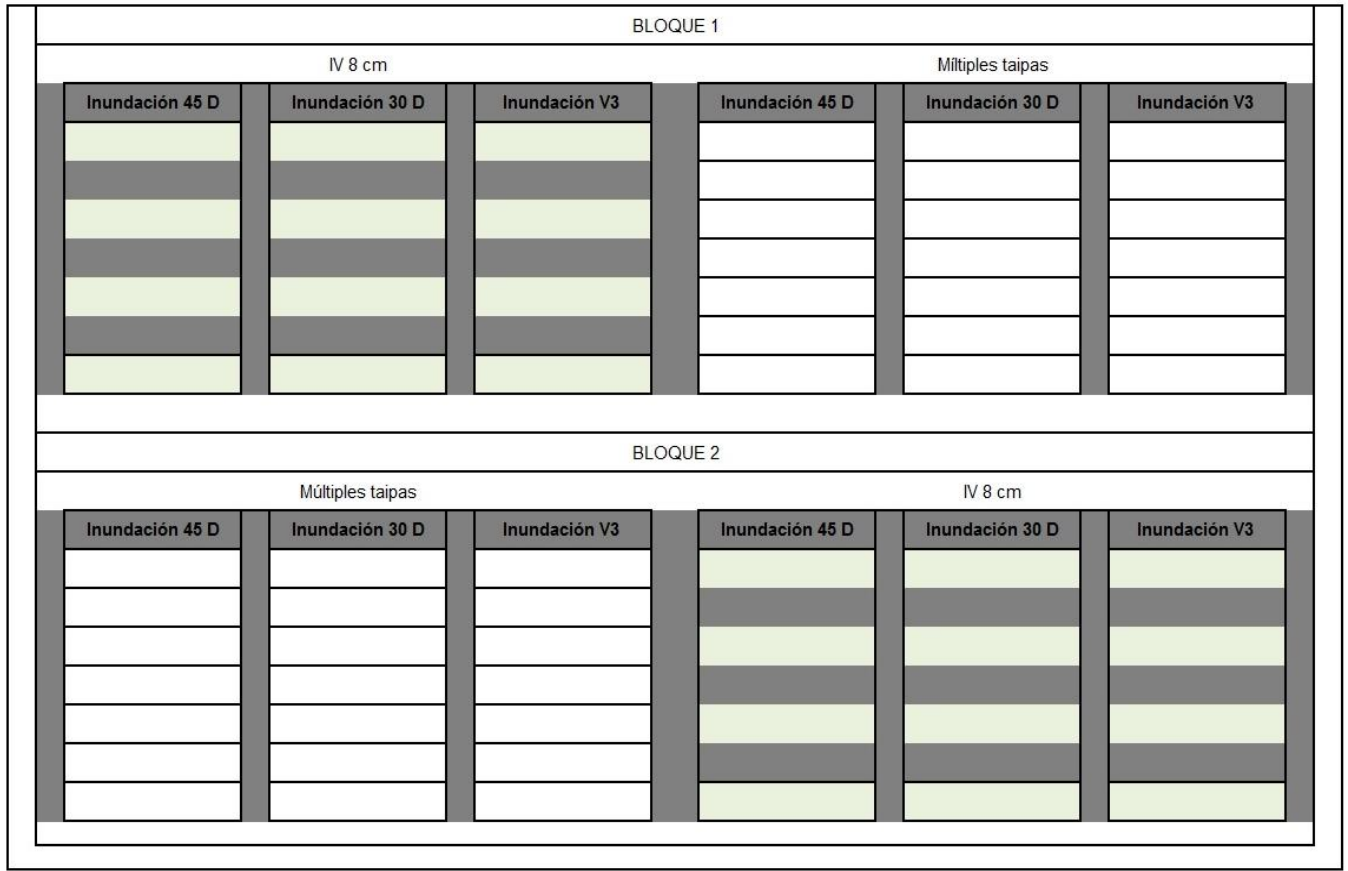 BLOQUE 1
IV 8 cm Míltiples taipas
Inundación 45 D Inundación 30 D Inundación V3 Inundación 45 D Inundación 30 D Inundación V3
BLOQUE 2
Múltiples taipas IV 8 cm
Inundación 45 D Inundación 30 D Inundación V3 Inundación 45 D Inundación 30 D Inundación V3